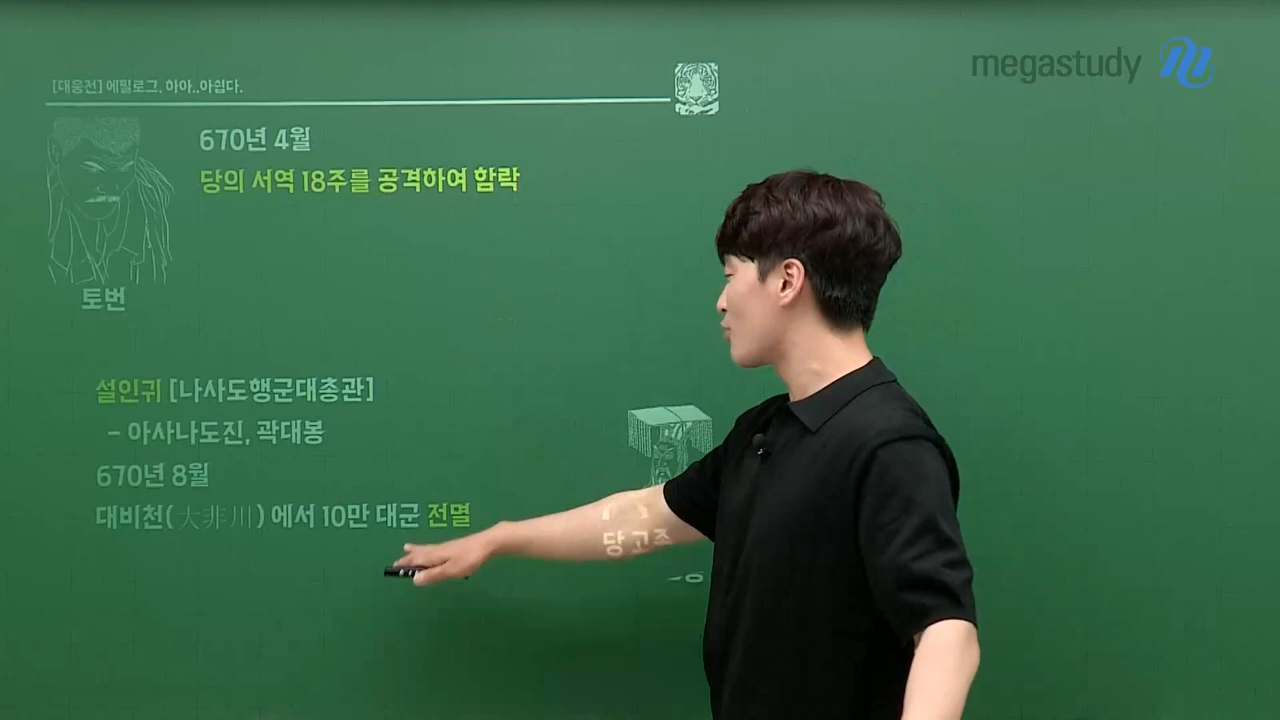 megastudy
[대웅전] 에필로그, 하아..아쉽다.
670년 4월
당의 서역 18주를 공격하여 함락
토번
설인귀 [나사도행군대총관]
- 아사나도진, 곽대봉
670년 8월
대비천(大非川) 에서 10만 대군 전멸
당 고종